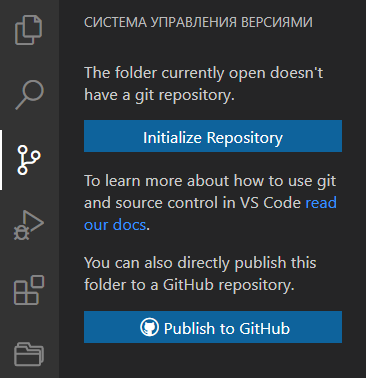 СИСТЕМА УПРАВЛЕНИЯ ВЕРСИЯМИ
The folder currently open doesn't
have a git repository.
Initialize Repository
To learn more about how to use git
and source control in VS Code read
our docs.
You can also directly publish this
folder to a GitHub repository.
Publish to GitHub